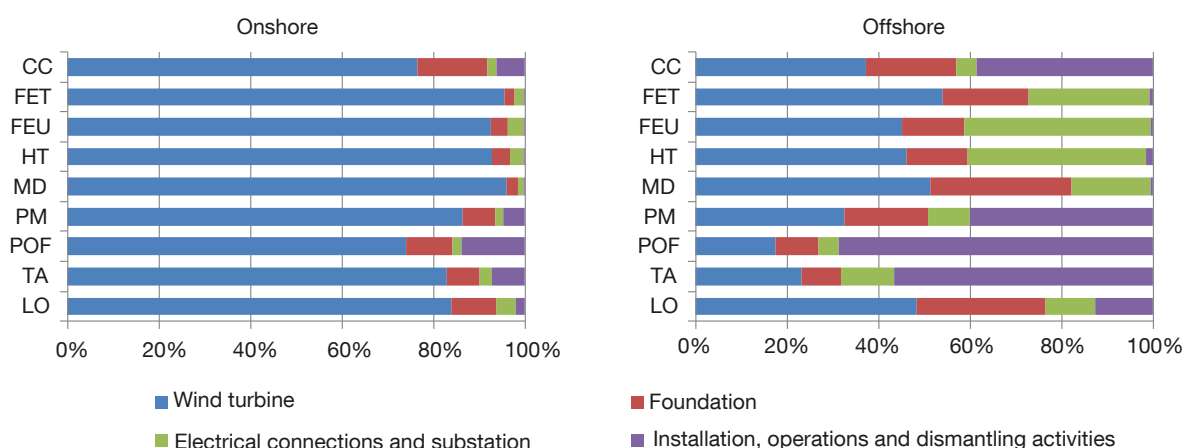 Onshore
CC
FET
FEU
HT
MD
PM
POF
TA
LO
0% 20% 40% 60% 80% 100%
Offshore
CC
FET
FEU
HT
MD
PM
POF
TA
LO
0% 20% 40% 60% 80% 100%
Wind turbine
Foundation
Electrical connections and substation
Installation, operations and dismantling activities